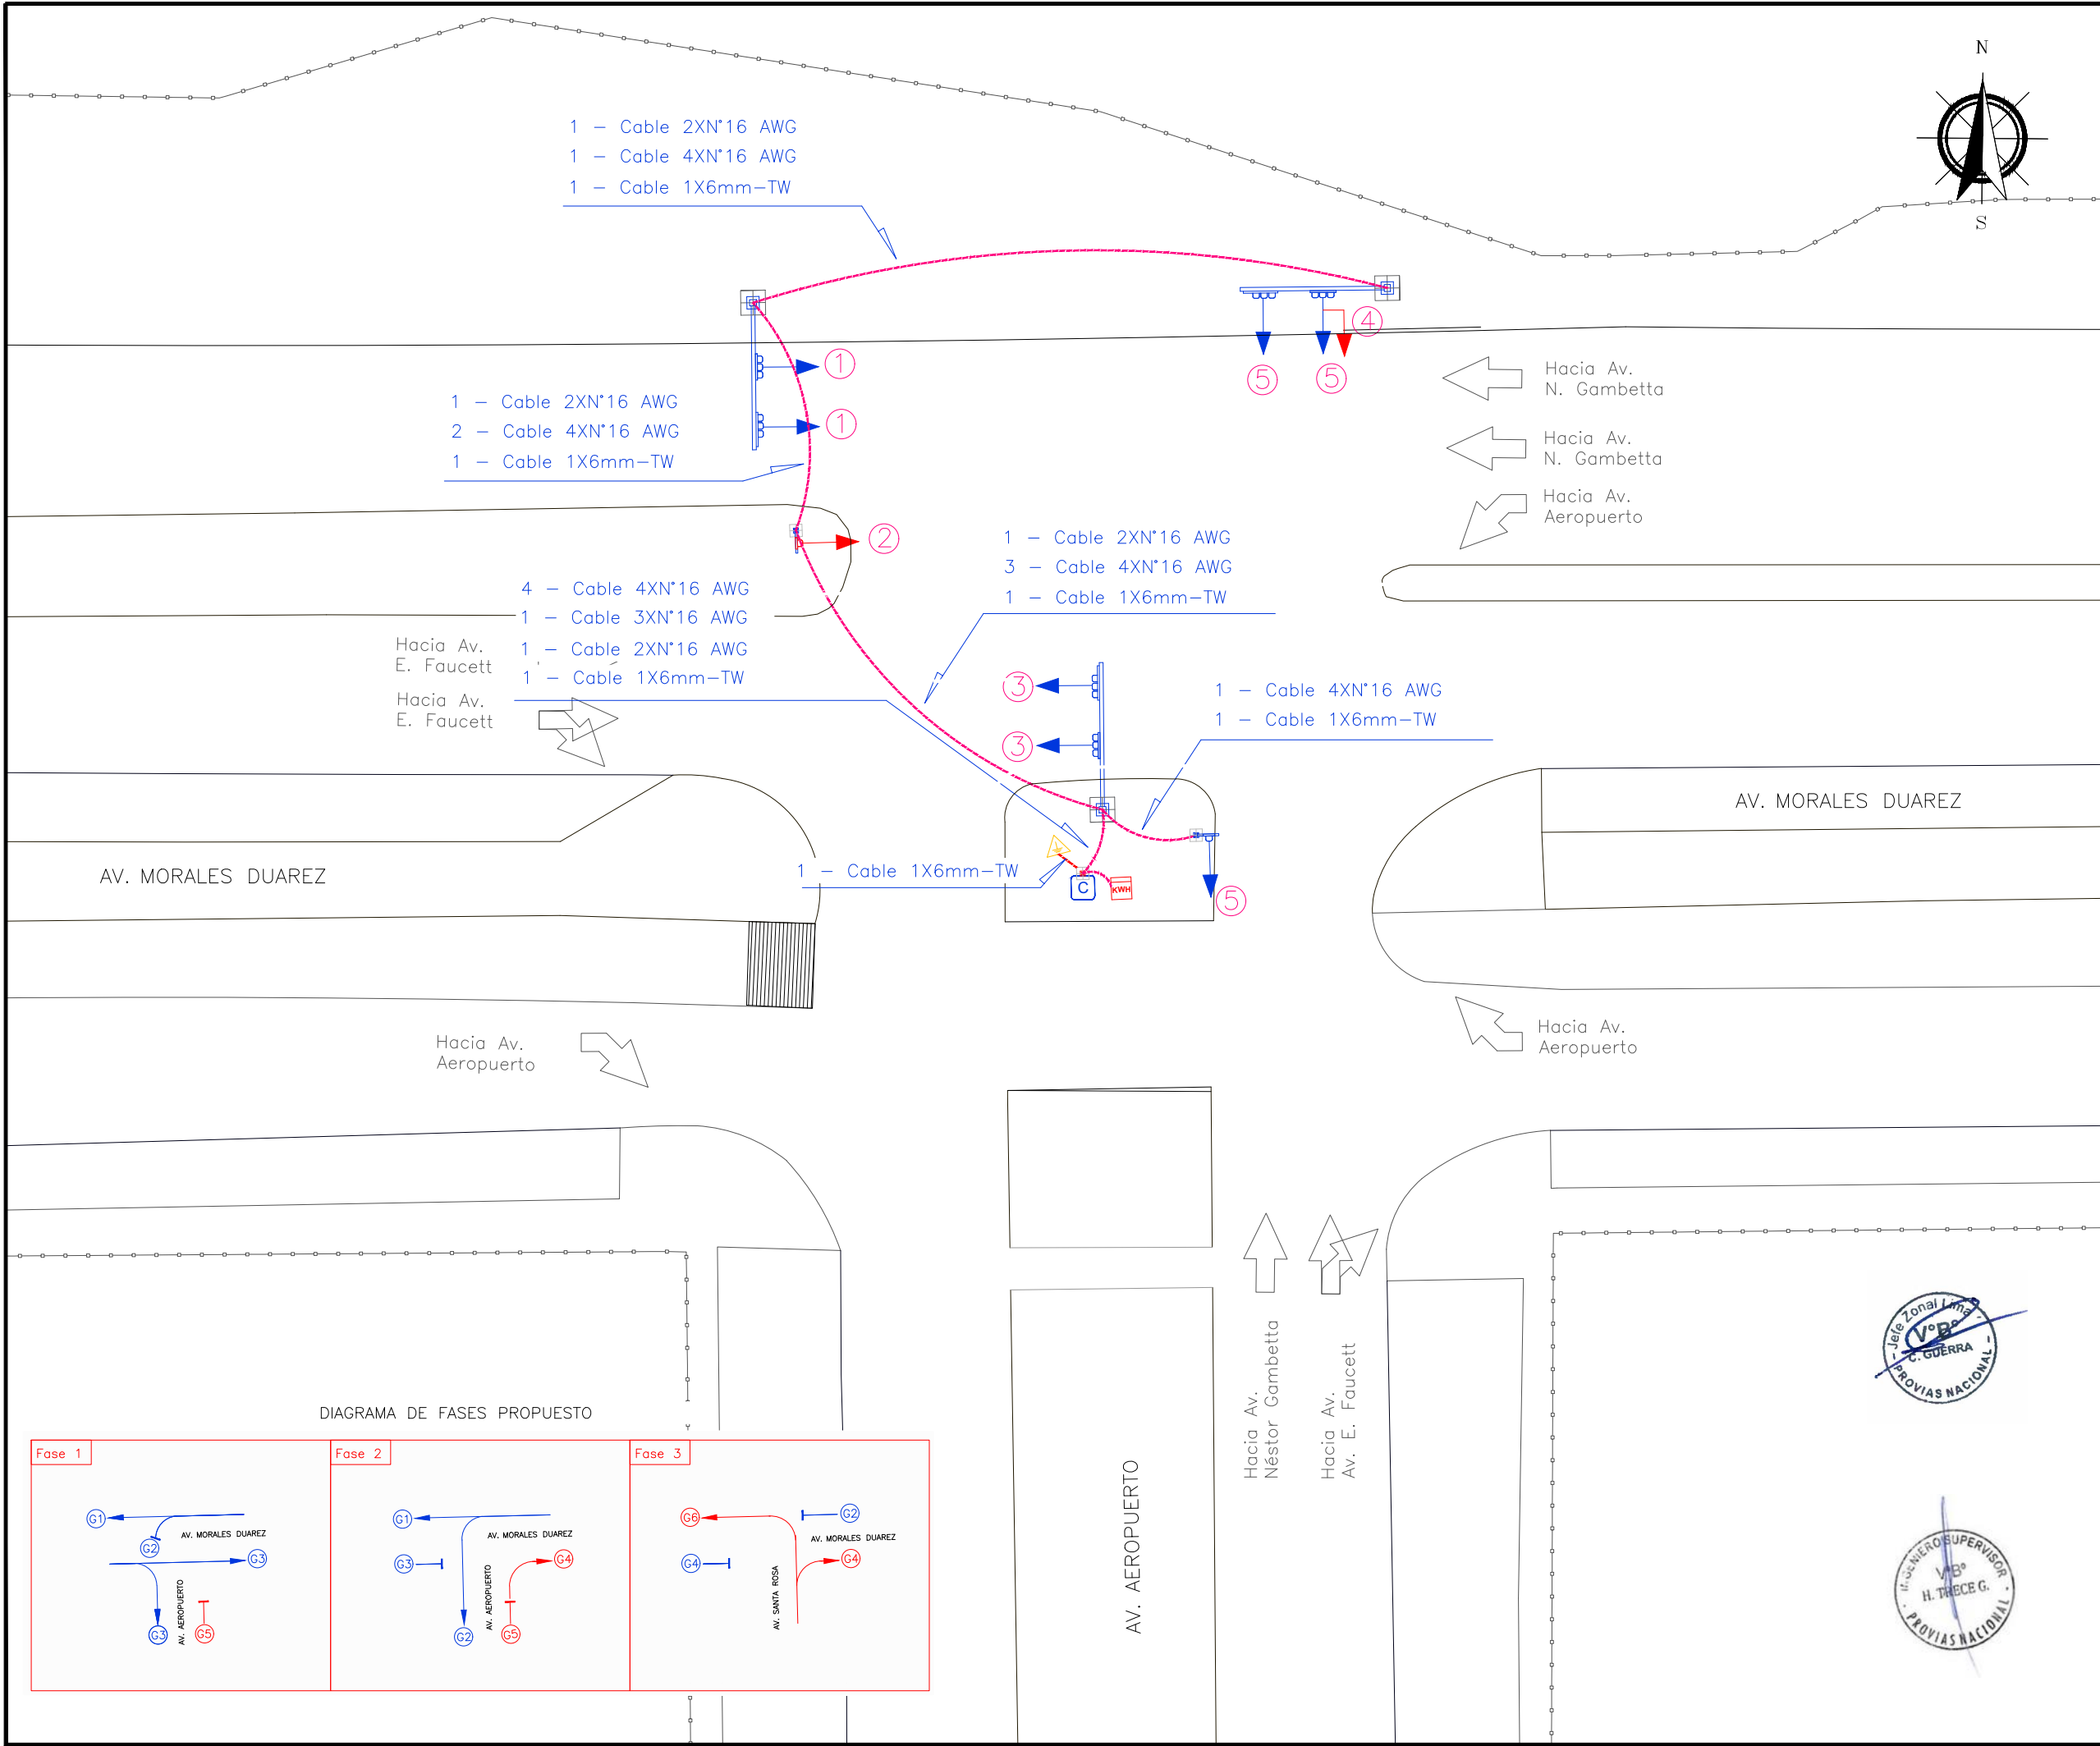 N
S
1 – Cable 2XN°16 AWG
1 – Cable 4XN°16 AWG
1 – Cable 1X6mm–TW
4
5
5
1
1
Hacia Av.
N. Gambetta
Hacia Av.
N. Gambetta
Hacia Av.
Aeropuerto
1 – Cable 2XN°16 AWG
2 – Cable 4XN°16 AWG
1 – Cable 1X6mm–TW
2
1 – Cable 2XN°16 AWG
3 – Cable 4XN°16 AWG
1 – Cable 1X6mm–TW
4 – Cable 4XN°16 AWG
1 – Cable 3XN°16 AWG
1 – Cable 2XN°16 AWG
1 – Cable 1X6mm–TW
Hacia Av.
E. Faucett
Hacia Av.
E. Faucett
3
3
1 – Cable 4XN°16 AWG
1 – Cable 1X6mm–TW
AV. MORALES DUAREZ
AV. MORALES DUAREZ
1 – Cable 1X6mm–TW
C
KWH
5
Hacia Av.
Aeropuerto
Hacia Av.
Aeropuerto
Hacia Av.
Néstor Gambetta
Hacia Av.
Av. E. Faucett
AV. AEROPUERTO
Jefe Zonal Lima
V°B°
C. GUERRA
PROVIAS NACIONAL
INGENIERO SUPERVISOR
V°B°
H. TRECE G.
PROVIAS NACIONAL
DIAGRAMA DE FASES PROPUESTO
Fase 1
G1
G2
AV. MORALES DUAREZ
G3
G3
AV. AEROPUERTO
G5
Fase 2
G1
AV. MORALES DUAREZ
G3
G4
AV. AEROPUERTO
G2
G5
Fase 3
G6
G2
AV. MORALES DUAREZ
G4
G4
AV. SANTA ROSA